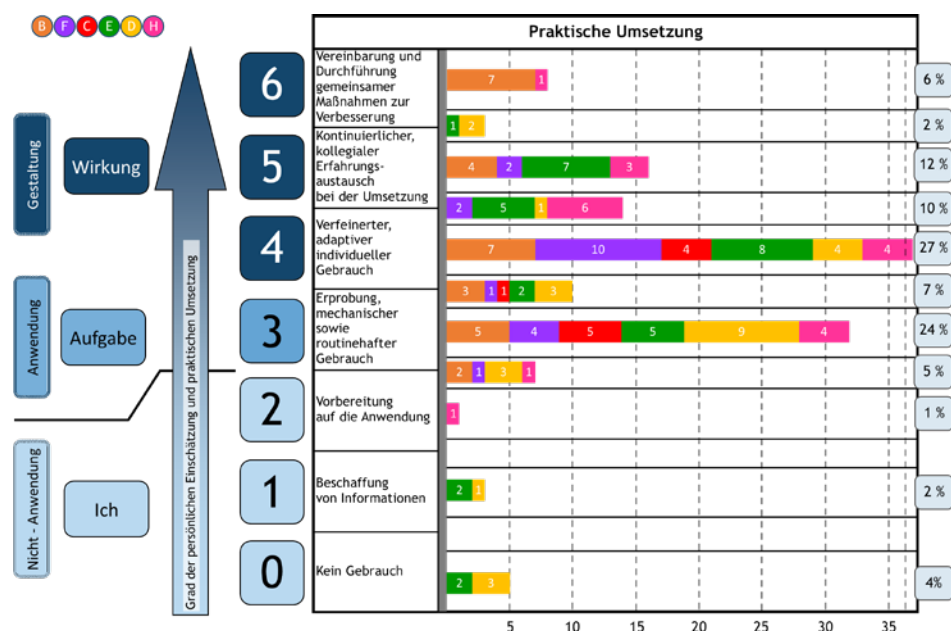 B F C E D H
Praktische Umsetzung
Gestaltung
Wirkung
Anwendung
Aufgabe
Nicht - Anwendung
Ich
Grad der persönlichen Einschätzung und praktischen Umsetzung
6
Vereinbarung und
Durchführung
gemeinsamer
Maßnahmen zur
Verbesserung
7 1
6 %
1 2
2 %
5
Kontinuierlicher,
kollegialer
Erfahrungs-
austausch
bei der Umsetzung
4 2 7 3
12 %
2 5 1 6
10 %
4
Verfeinerter,
adaptiver
individueller
Gebrauch
7 10 4 8 4 4
27 %
3 1 1 2 3
7 %
3
Erprobung,
mechanischer
sowie
routinehafter
Gebrauch
5 4 5 5 9 4
24 %
2 1 3 1
5 %
2
Vorbereitung
auf die Anwendung
1
1 %
1
Beschaffung
von Informationen
2 1
2 %
0
Kein Gebrauch
2 3
4%
5 10 15 20 25 30 35